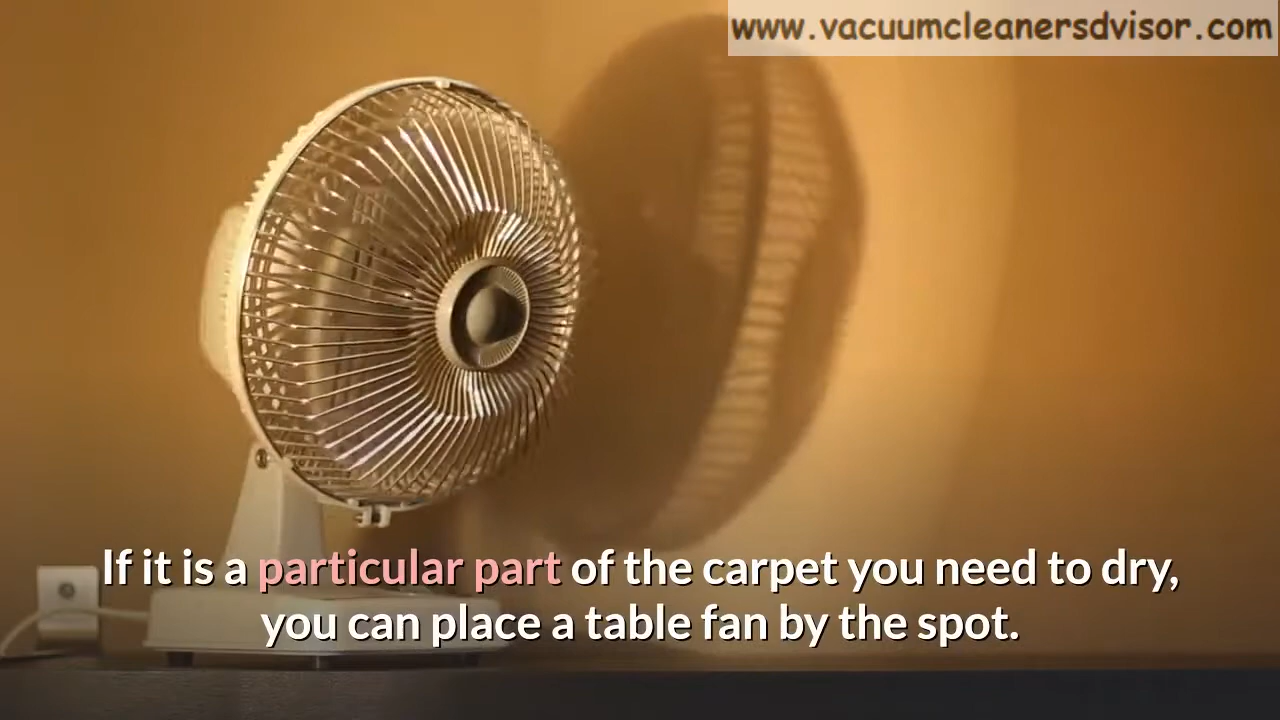 www.vacuumcleanersdvisor.com
If it is a particular part of the carpet you need to dry,
you can place a table fan by the spot.